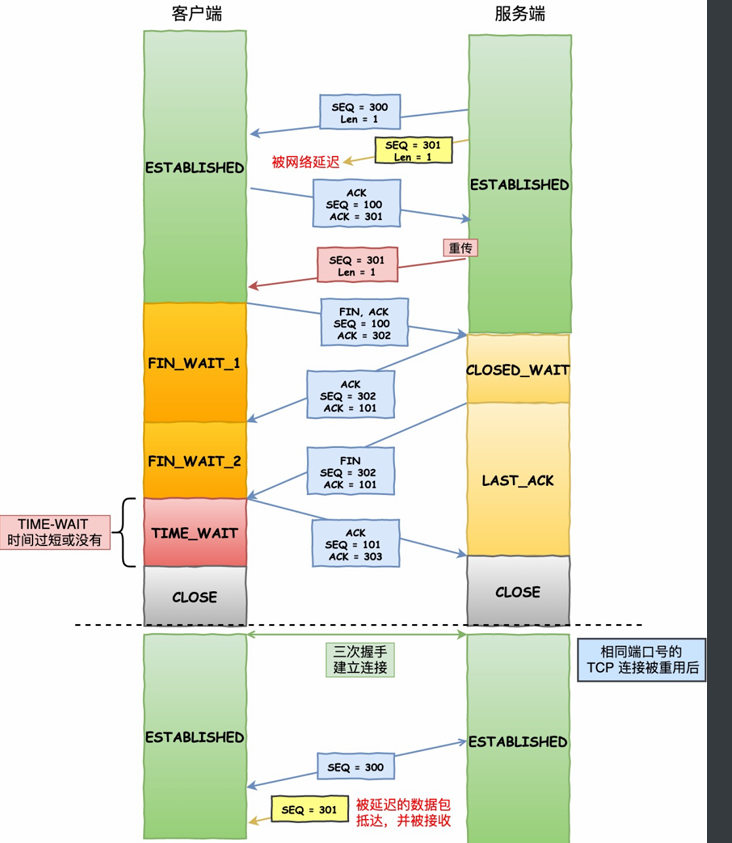 客户端
服务端
SEQ = 300
Len = 1
SEQ = 301
Len = 1
被网络延迟
ESTABLISHED
ESTABLISHED
ACK
SEQ = 100
ACK = 301
重传
SEQ = 301
Len = 1
FIN, ACK
SEQ = 100
ACK = 302
FIN_WAIT_1
CLOSED_WAIT
ACK
SEQ = 302
ACK = 101
FIN_WAIT_2
FIN
SEQ = 302
ACK = 101
LAST_ACK
TIME-WAIT
时间过短或没有
TIME_WAIT
ACK
SEQ = 101
ACK = 303
CLOSE
CLOSE
三次握手
建立连接
相同端口号的
TCP 连接被重用后
ESTABLISHED
ESTABLISHED
SEQ = 300
SEQ = 301
被延迟的数据包
抵达，并被接收